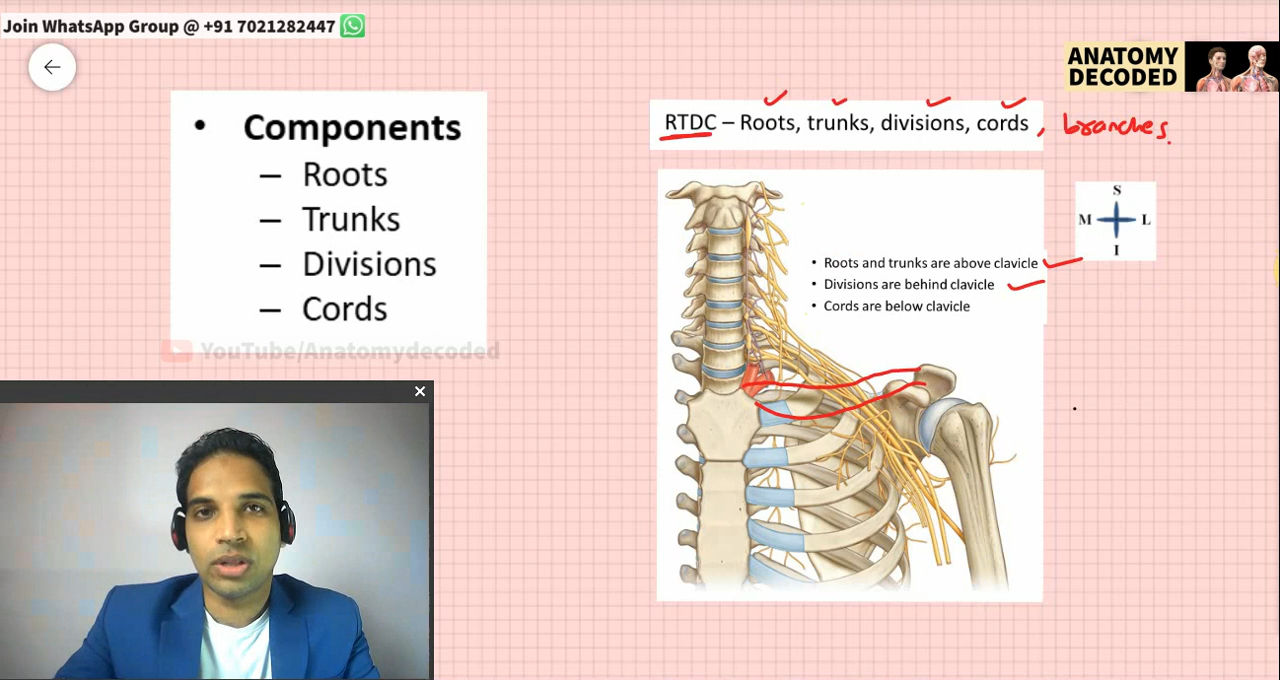 Join WhatsApp Group @ +91 7021282447
ANATOMY
DECODED
• Components
– Roots
– Trunks
– Divisions
– Cords
YouTube/Anatomydecoded
RTDC – Roots, trunks, divisions, cords , branches.
S
M L
I
• Roots and trunks are above clavicle
• Divisions are behind clavicle
• Cords are below clavicle